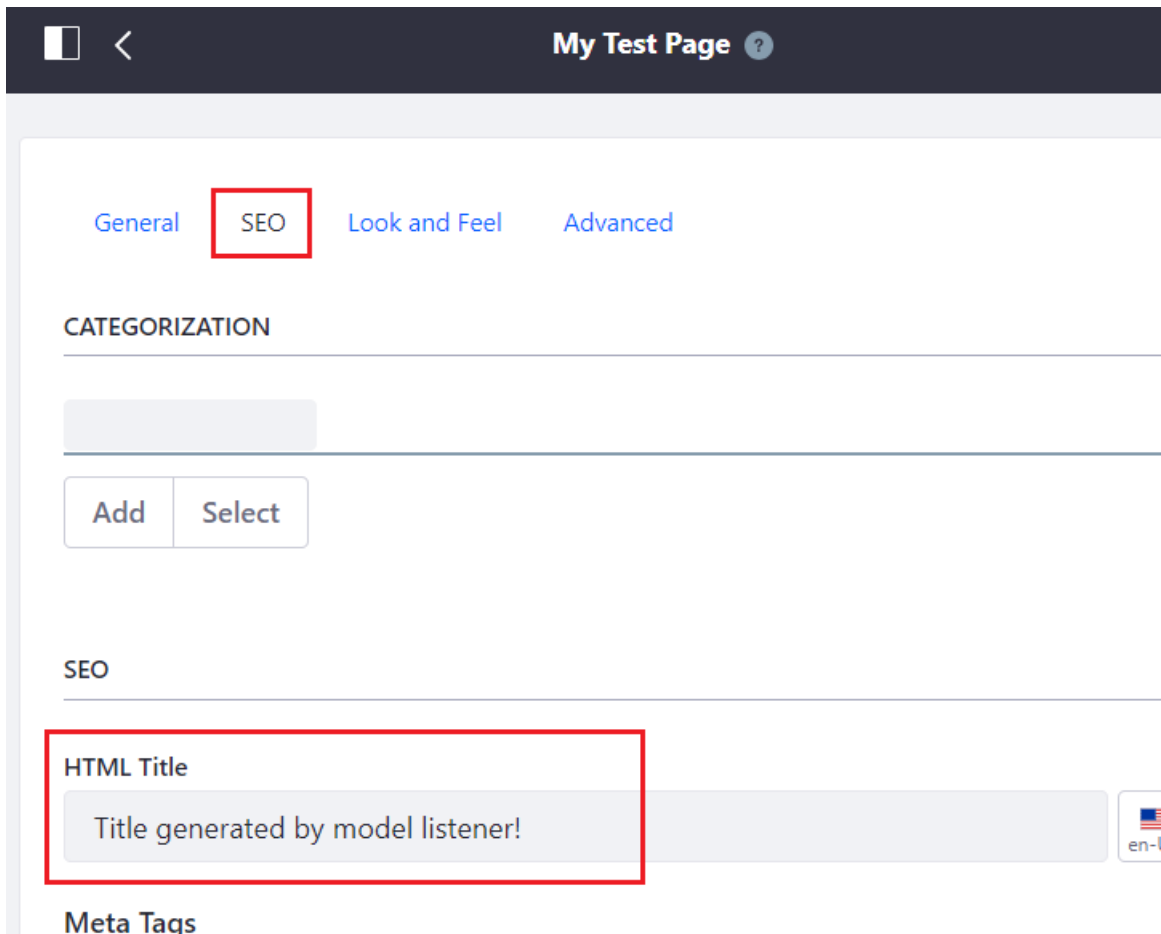 My Test Page ?
General SEO Look and Feel Advanced
CATEGORIZATION
Add Select
SEO
HTML Title
Title generated by model listener!
en-U
Meta Tags